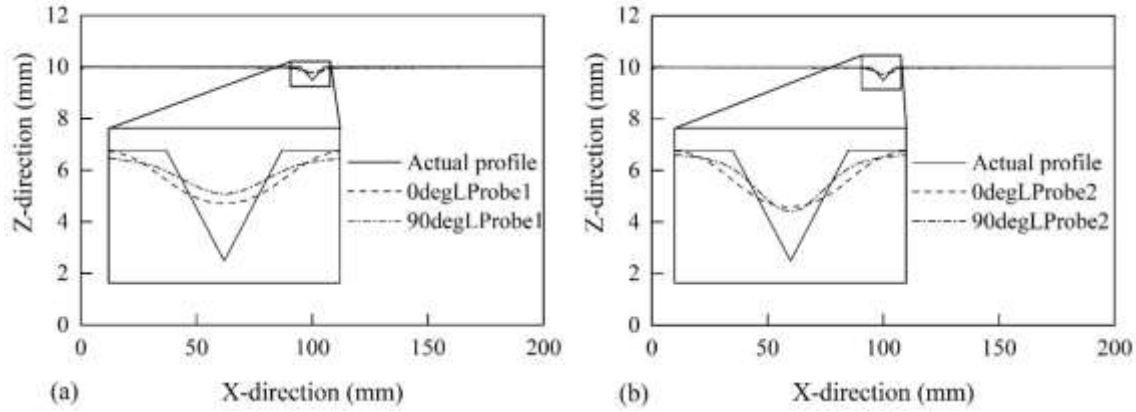 12
10
8
6
4
2
0
Z-direction (mm)
Actual profile
0degLProbe1
90degLProbe1
0 50 100 150 200
(a) X-direction (mm)
12
10
8
6
4
2
0
Z-direction (mm)
Actual profile
0degLProbe2
90degLProbe2
0 50 100 150 200
(b) X-direction (mm)